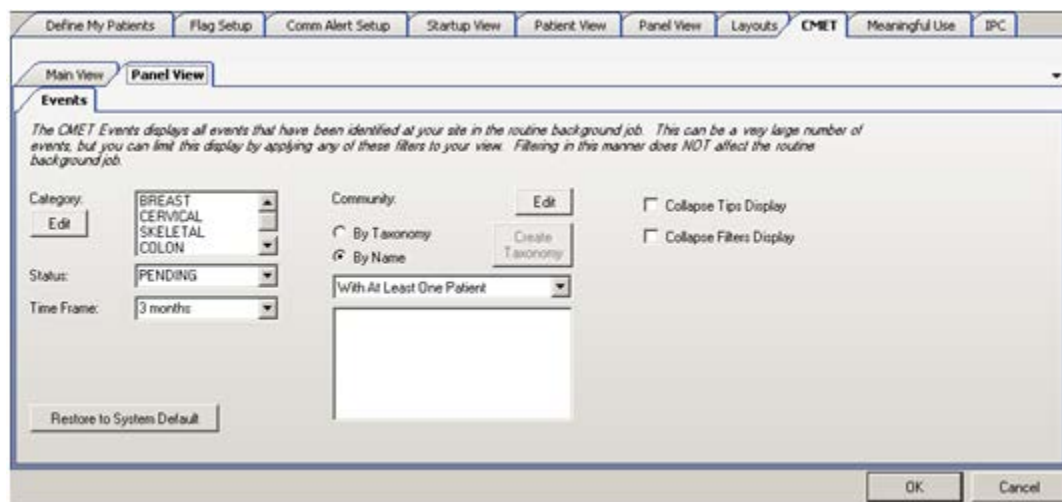 Define My Patients Flag Setup Comm Alert Setup Startup View Patient View Panel View Layouts CMET Meaningful Use IPC
Main View Panel View
Events
The CMET Events displays all events that have been identified at your site in the routine background job. This can be a very large number of
events, but you can limit this display by applying any of these filters to your view. Filtering in this manner does NOT affect the routine
background job.
Category:
Edit
BREAST
CERVICAL
SKELETAL
COLON
Status:
PENDING
Time Frame:
3 months
Restore to System Default
Community:
Edit
By Taxonomy
By Name
Create
Taxonomy
With At Least One Patient
Collapse Tips Display
Collapse Filters Display
OK Cancel